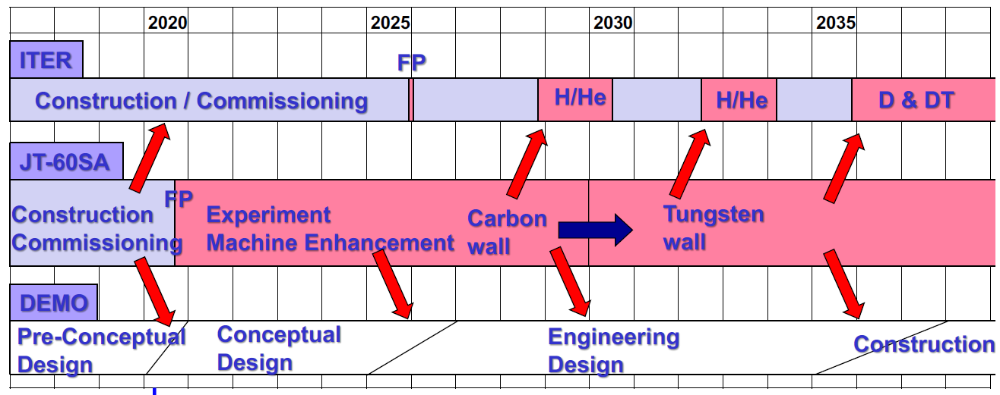 2020 2025 2030 2035
ITER
FP
Construction / Commissioning H/He H/He D & DT
JT-60SA
FP
Construction
Commissioning
Experiment
Machine Enhancement
Carbon
wall
Tungsten
wall
DEMO
Pre-Conceptual
Design
Conceptual
Design
Engineering
Design
Construction